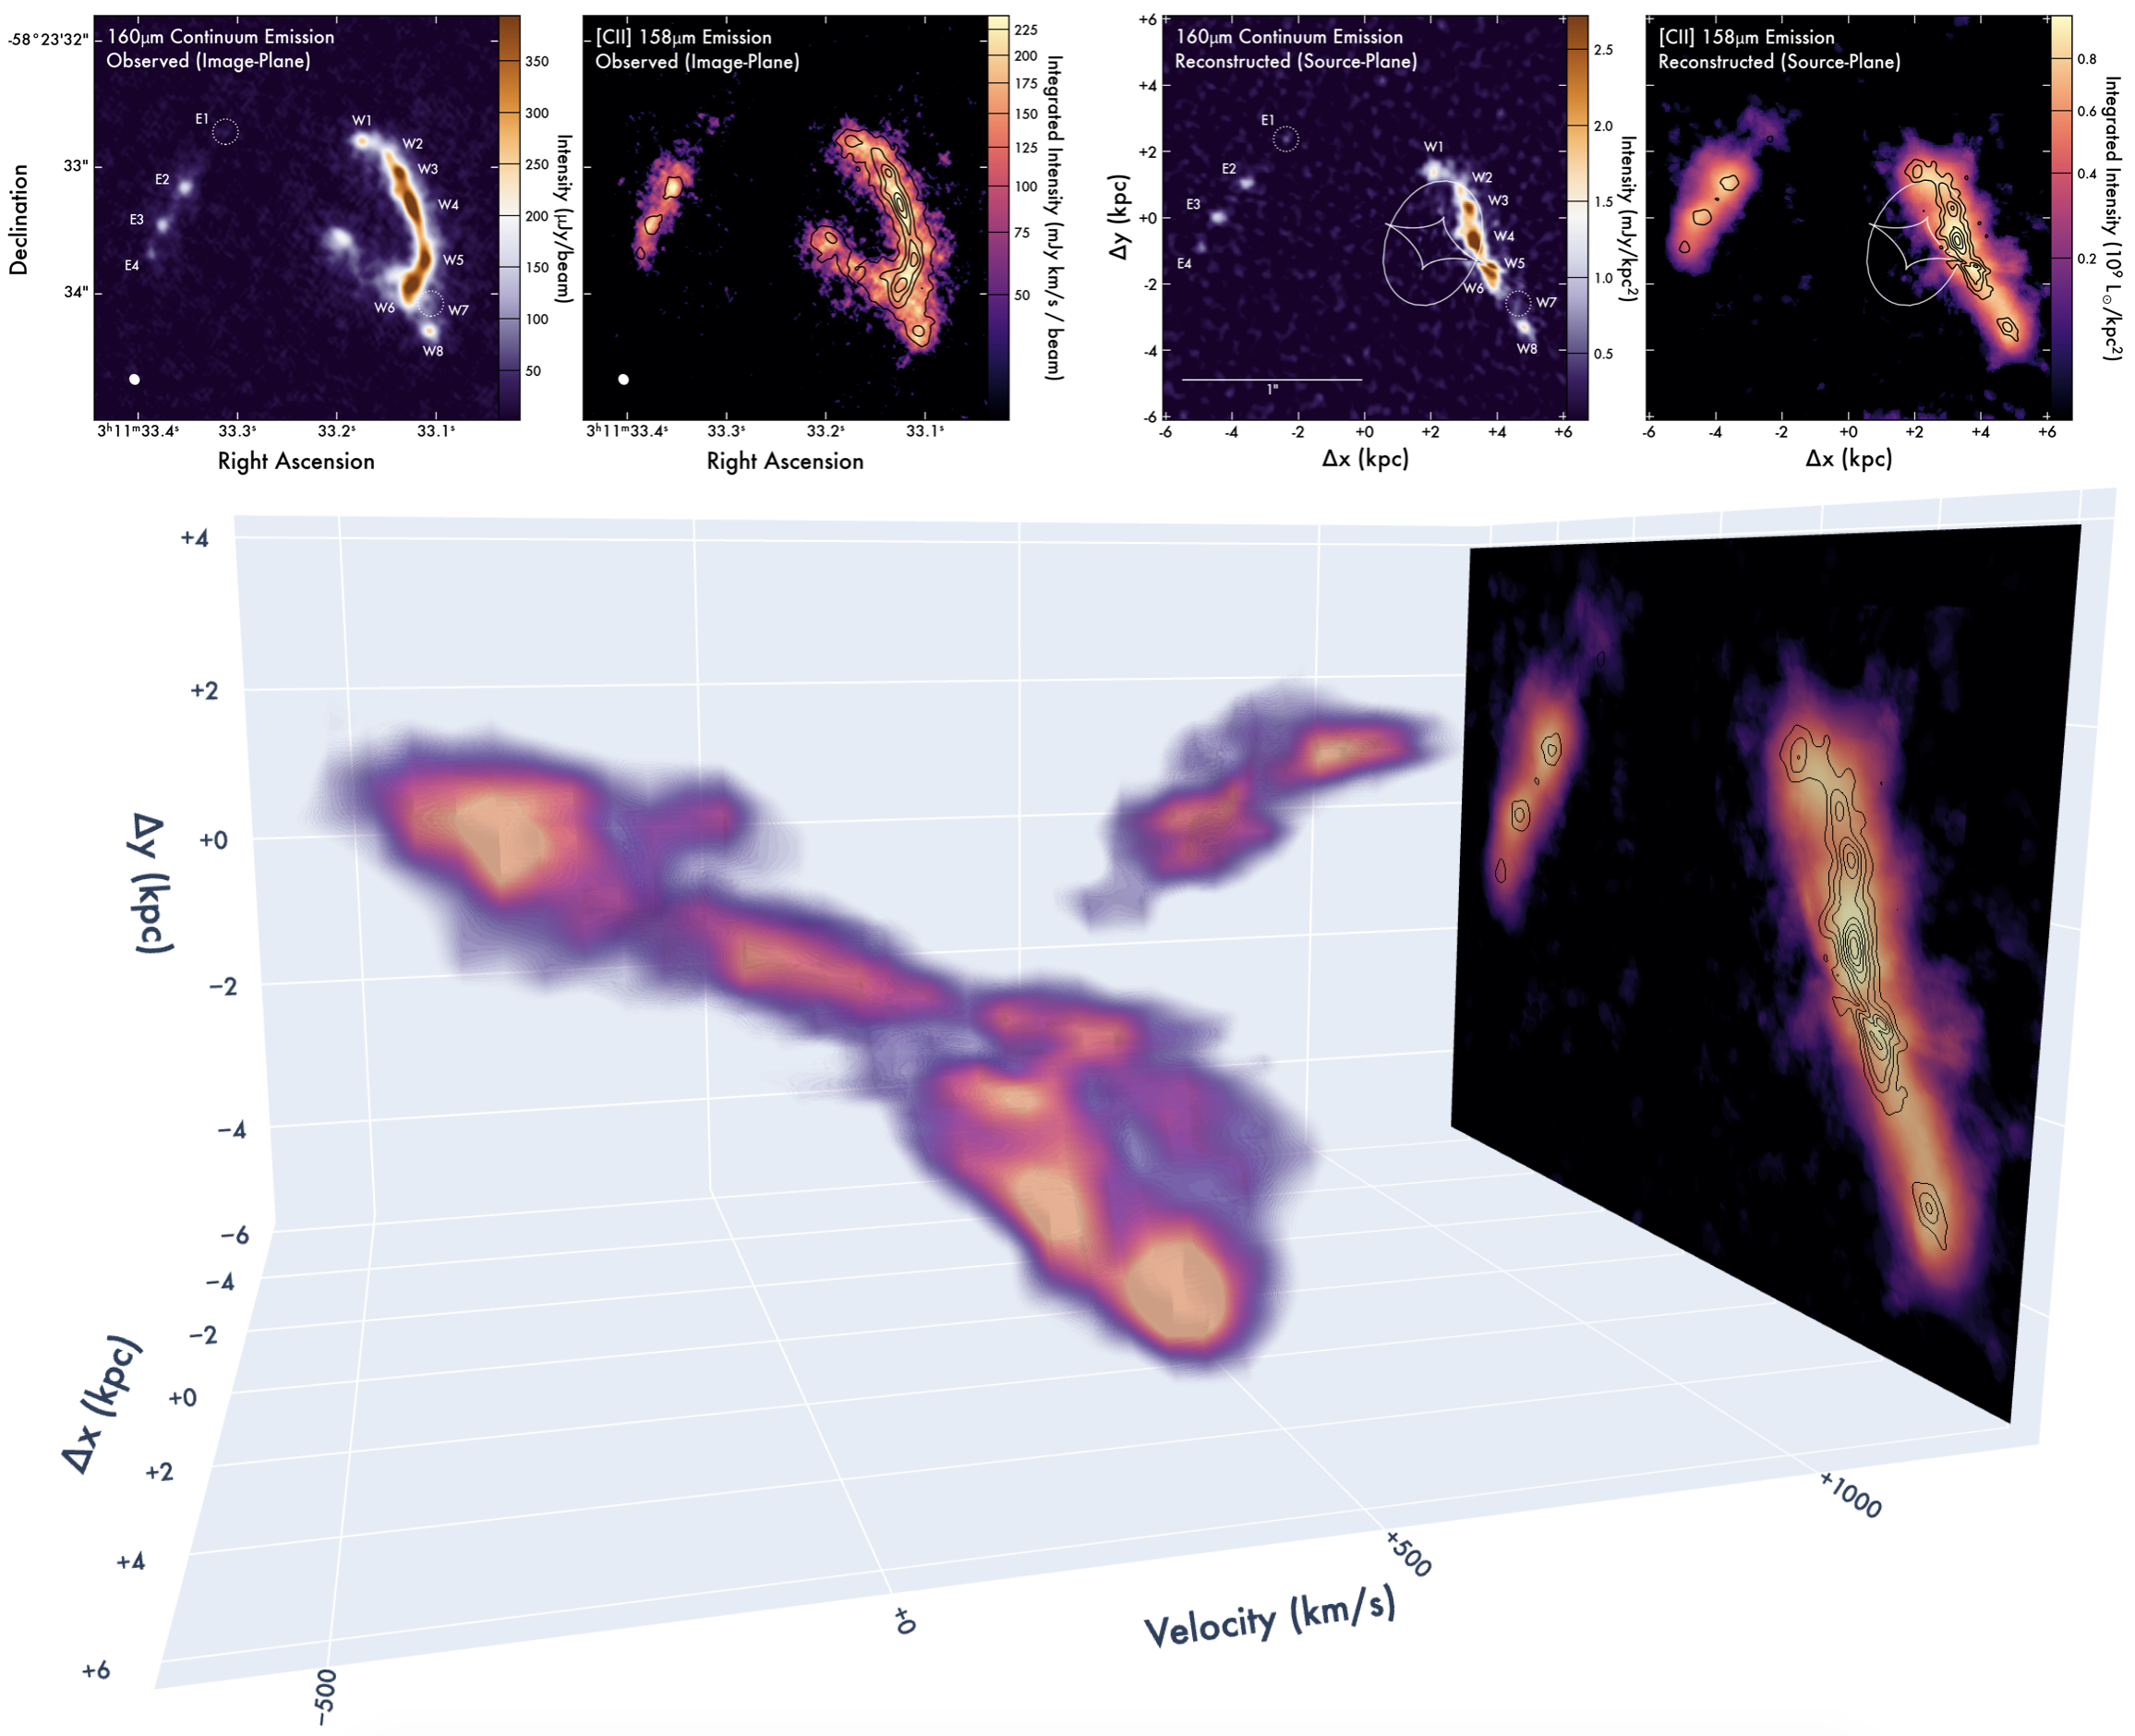 160μm Continuum Emission
Observed (Image-Plane)
-58°23'32"
33"
34"
Declination
E1
E2
E3
E4
W1
W2
W3
W4
W5
W6
W7
W8
350
300
250
200
150
100
50
Intensity (μJy/beam)
3ʰ11ᵐ33.4ˢ
33.3ˢ
33.2ˢ
33.1ˢ
Right Ascension
[CII] 158μm Emission
Observed (Image-Plane)
225
200
175
150
125
100
75
50
Integrated Intensity (mJy km/s / beam)
3ʰ11ᵐ33.4ˢ
33.3ˢ
33.2ˢ
33.1ˢ
Right Ascension
160μm Continuum Emission
Reconstructed (Source-Plane)
+6
+4
+2
+0
-2
-4
-6
Δy (kpc)
E1
E2
E3
E4
W1
W2
W3
W4
W5
W6
W7
W8
1"
2.5
2.0
1.5
1.0
0.5
Intensity (mJy/kpc²)
-6
-4
-2
+0
+2
+4
+6
Δx (kpc)
[CII] 158μm Emission
Reconstructed (Source-Plane)
0.8
0.6
0.4
0.2
Integrated Intensity (10⁹ L☉/kpc²)
-6
-4
-2
+0
+2
+4
+6
Δx (kpc)
+4
+2
+0
−2
−4
Δy (kpc)
−6
−4
−2
+0
+2
+4
+6
Δx (kpc)
−500
+0
+500
+1000
Velocity (km/s)